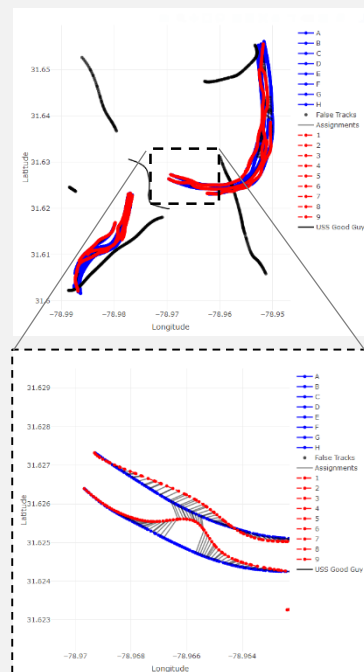 31.65
31.64
31.63
31.62
31.61
31.6
Latitude
−78.99
−78.98
−78.97
−78.96
−78.95
Longitude
A
B
C
D
E
F
G
H
False Tracks
Assignments
1
2
3
4
5
6
7
8
9
USS Good Guy
31.629
31.628
31.627
31.626
31.625
31.624
31.623
Latitude
−78.97
−78.968
−78.966
−78.964
Longitude
A
B
C
D
E
F
G
H
False Tracks
Assignments
1
2
3
4
5
6
7
8
9
USS Good Guy